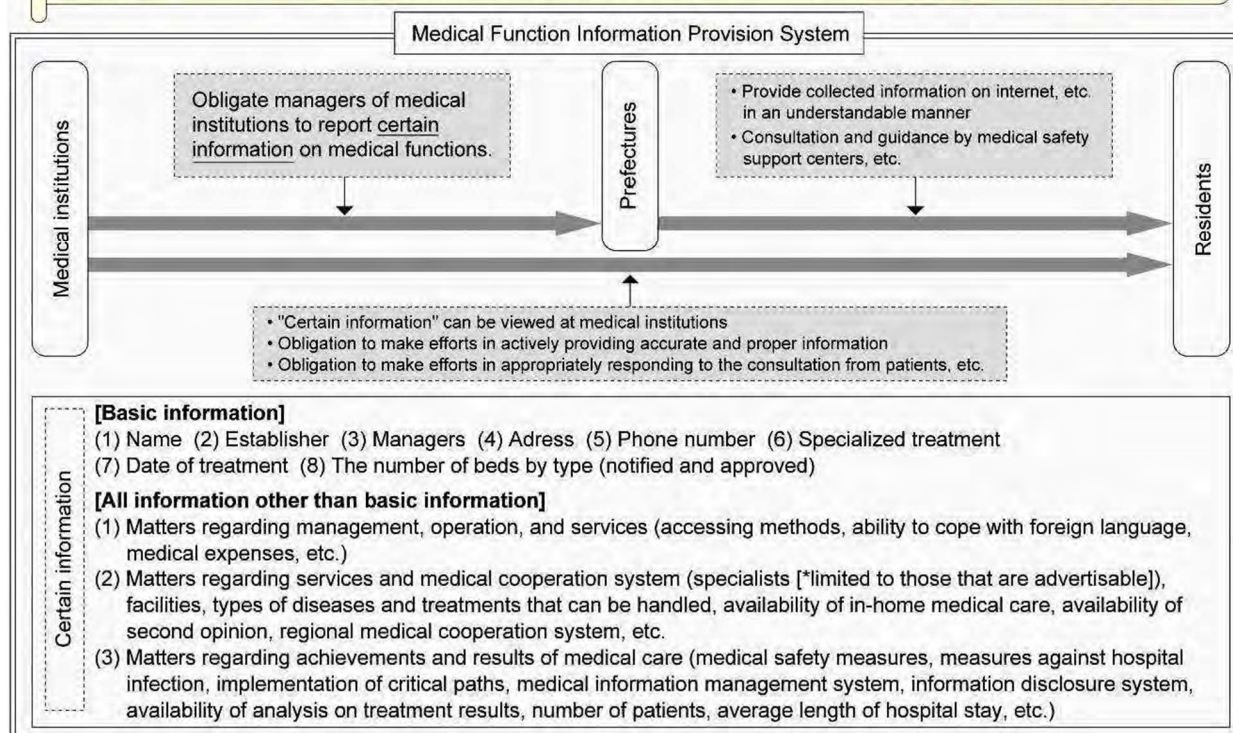 Medical Function Information Provision System
Medical institutions
Obligate managers of medical
institutions to report certain
information on medical functions.
Prefectures
• Provide collected information on internet, etc.
in an understandable manner
• Consultation and guidance by medical safety
support centers, etc.
Residents
• "Certain information" can be viewed at medical institutions
• Obligation to make efforts in actively providing accurate and proper information
• Obligation to make efforts in appropriately responding to the consultation from patients, etc.
Certain information
[Basic information]
(1) Name (2) Establisher (3) Managers (4) Adress (5) Phone number (6) Specialized treatment
(7) Date of treatment (8) The number of beds by type (notified and approved)
[All information other than basic information]
(1) Matters regarding management, operation, and services (accessing methods, ability to cope with foreign language,
medical expenses, etc.)
(2) Matters regarding services and medical cooperation system (specialists [*limited to those that are advertisable]),
facilities, types of diseases and treatments that can be handled, availability of in-home medical care, availability of
second opinion, regional medical cooperation system, etc.
(3) Matters regarding achievements and results of medical care (medical safety measures, measures against hospital
infection, implementation of critical paths, medical information management system, information disclosure system,
availability of analysis on treatment results, number of patients, average length of hospital stay, etc.)